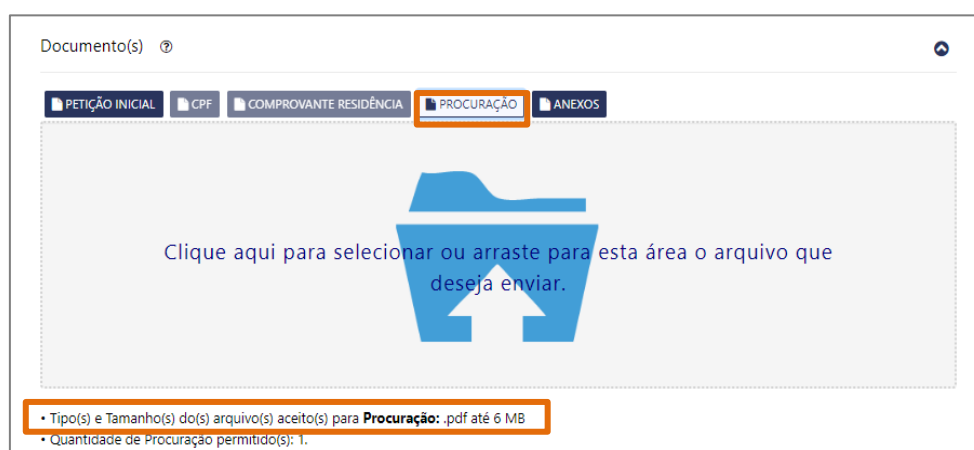 Documento(s)
PETIÇÃO INICIAL CPF COMPROVANTE RESIDÊNCIA PROCURAÇÃO ANEXOS
Clique aqui para selecionar ou arraste para esta área o arquivo que
deseja enviar.
• Tipo(s) e Tamanho(s) do(s) arquivo(s) aceito(s) para Procuração: .pdf até 6 MB
• Quantidade de Procuração permitido(s): 1.